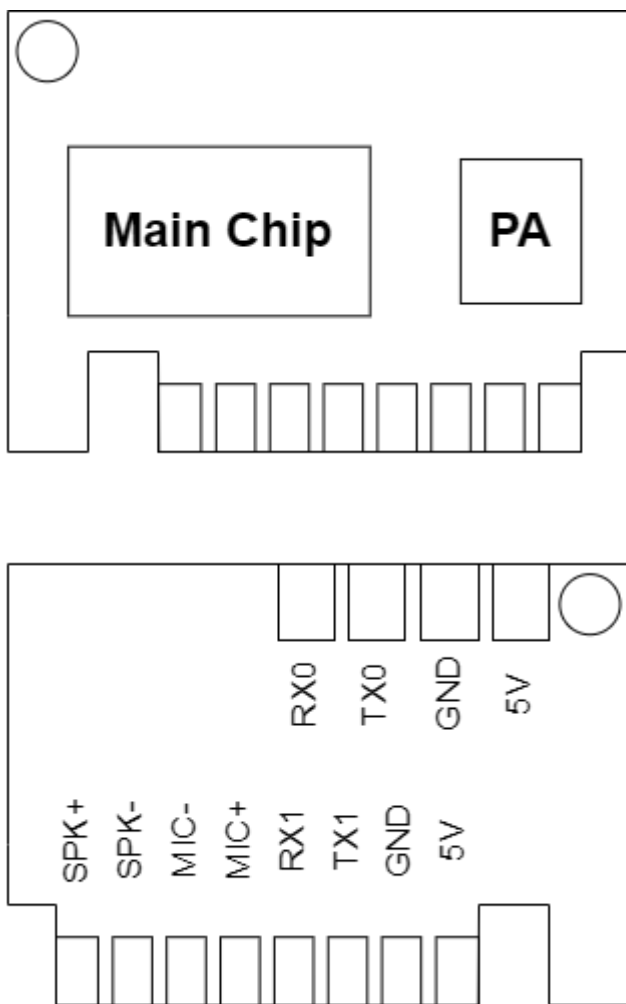 Main Chip
PA
RX0
TX0
GND
5V
SPK+
SPK-
MIC-
MIC+
RX1
TX1
GND
5V